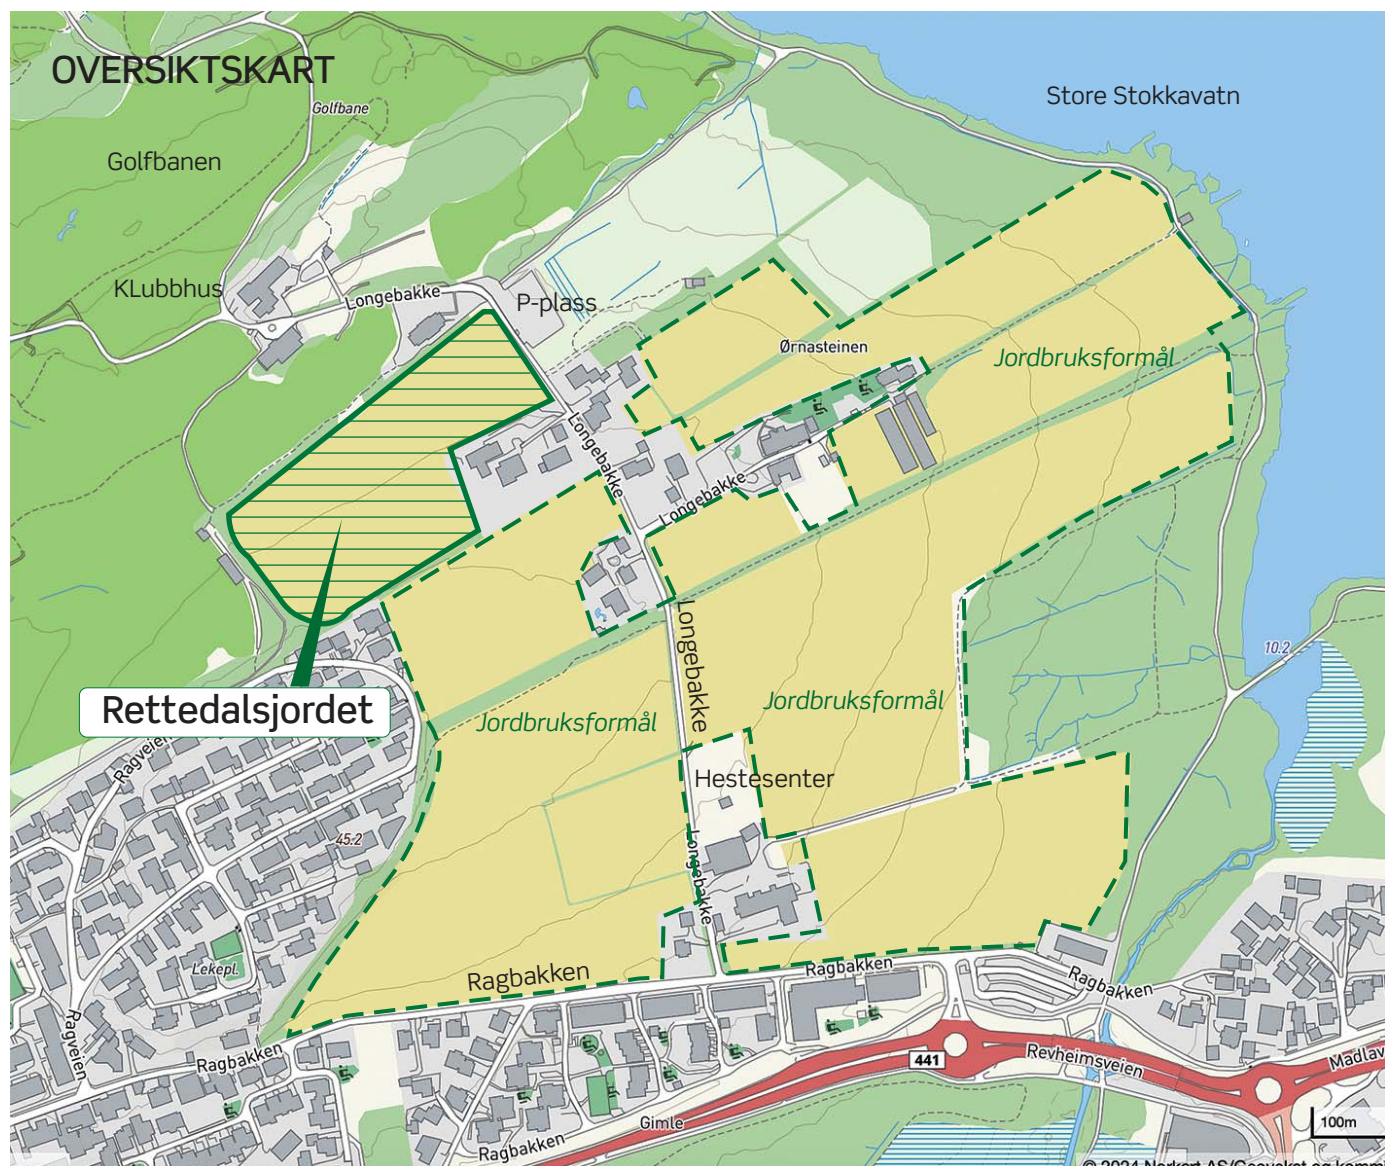 OVERSIKTSKART
Store Stokkavatn
Golfbane
Golfbanen
KLubbhus
Longebakke
P-plass
Ørnasteinen
Jordbruksformål
Longebakke
Longebakke
Longebakke
10.2
Rettedalsjordet
Jordbruksformål
Jordbruksformål
Ragveien
Hestesenter
45.2
Longebakke
Lekepl.
Ragbakken
Ragbakken
Ragbakken
Ragveien
Ragbakken
441
Revheimsveien
Madlav
Gimle
100m
Ragbakken